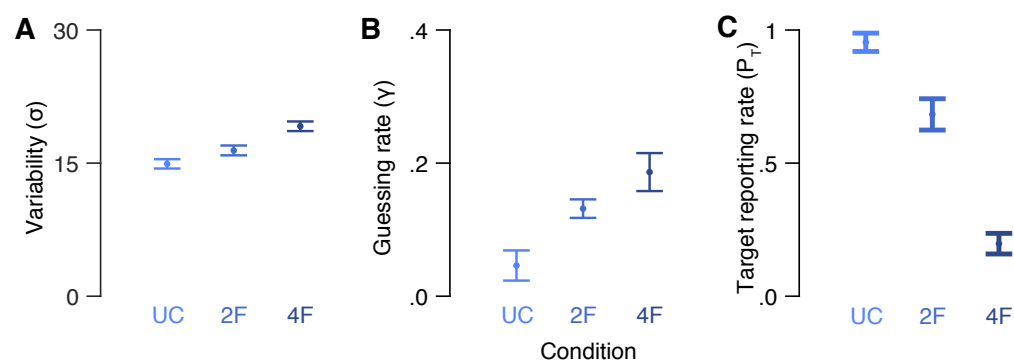 A
Variability (σ)
30
15
0
UC 2F 4F
B
Guessing rate (γ)
.4
.2
.0
UC 2F 4F
Condition
C
Target reporting rate (P_T)
1
.5
.0
UC 2F 4F